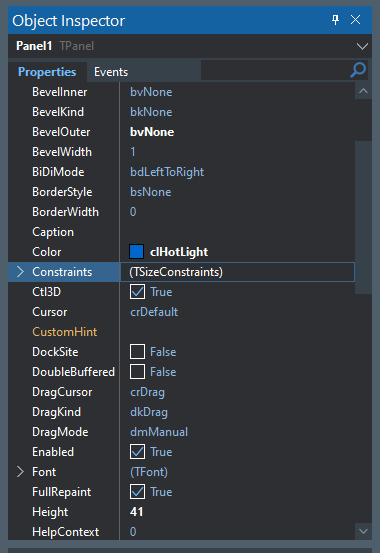 Object Inspector
Panel1 TPanel
Properties Events
BevelInner bvNone
BevelKind bkNone
BevelOuter bvNone
BevelWidth 1
BiDiMode bdLeftToRight
BorderStyle bsNone
BorderWidth 0
Caption
Color clHotLight
Constraints (TSizeConstraints)
Ctl3D True
Cursor crDefault
CustomHint
DockSite False
DoubleBuffered False
DragCursor crDrag
DragKind dkDrag
DragMode dmManual
Enabled True
Font (TFont)
FullRepaint True
Height 41
HelpContext 0